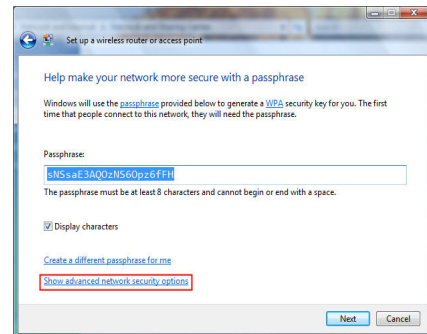 Set up a wireless router or access point
Help make your network more secure with a passphrase
Windows will use the passphrase provided below to generate a WPA security key for you. The first
time that people connect to this network, they will need the passphrase.
Passphrase:
sNSsaE3AQOzNS6Opz6fFH
The passphrase must be at least 8 characters and cannot begin or end with a space.
Display characters
Create a different passphrase for me
Show advanced network security options
Next Cancel